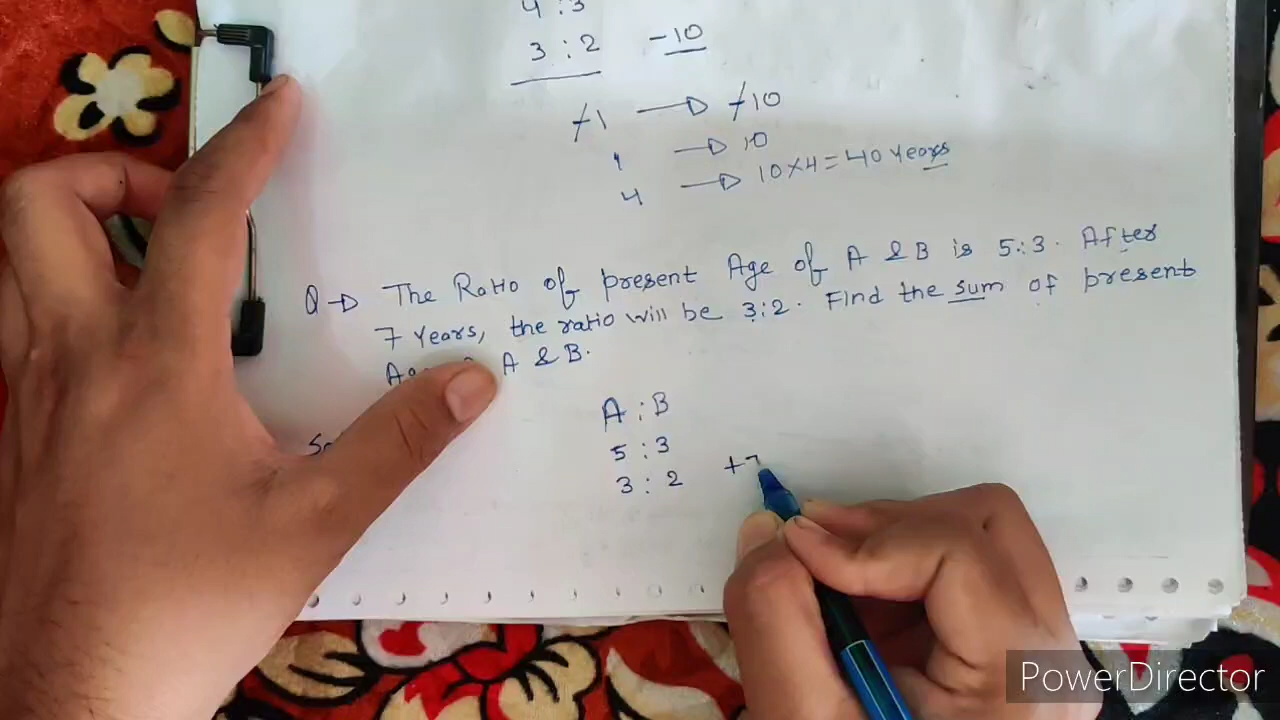 4 : 3
3 : 2 -10
+1 → +10
1 → 10
4 → 10×4=40 Years
Q → The Ratio of present Age of A & B is 5:3. After
7 Years, the ratio will be 3:2. Find the sum of present
A & B.
A : B
5 : 3
3 : 2 +7
PowerDirector